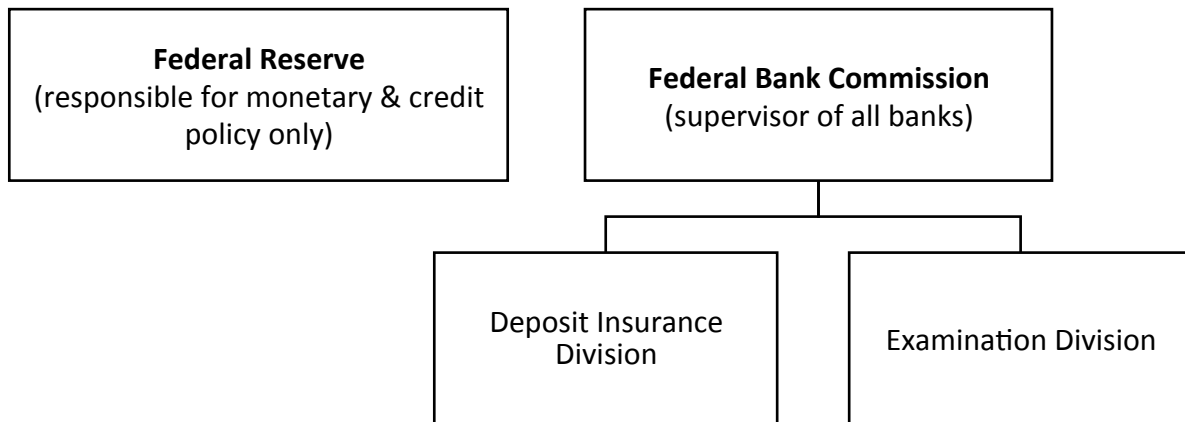 Federal Reserve
(responsible for monetary & credit
policy only)
Federal Bank Commission
(supervisor of all banks)
Deposit Insurance
Division
Examination Division